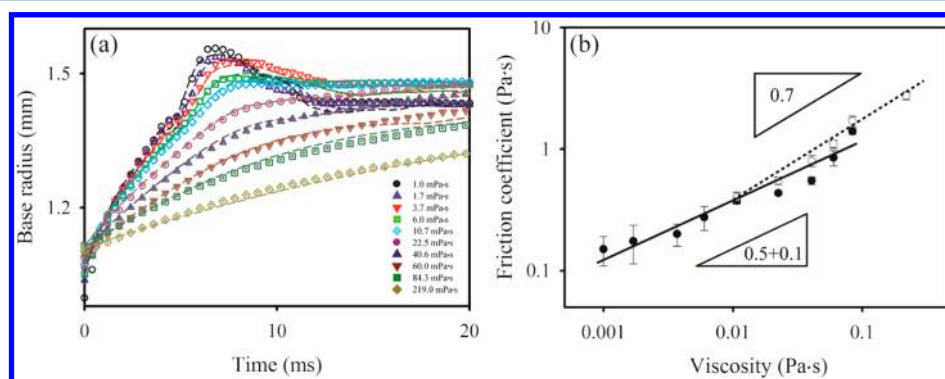 (a)
Base radius (mm)
1.5
1.2
0
10
20
Time (ms)
1.0 mPa·s
1.7 mPa·s
3.7 mPa·s
6.0 mPa·s
10.7 mPa·s
22.5 mPa·s
40.6 mPa·s
60.0 mPa·s
84.3 mPa·s
219.0 mPa·s
(b)
Friction coefficient (Pa·s)
10
1
0.1
0.7
0.5+0.1
0.001
0.01
0.1
Viscosity (Pa·s)